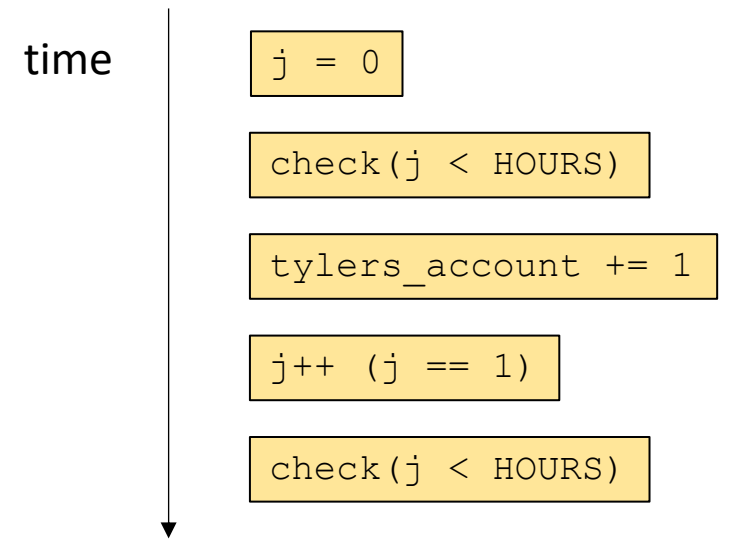 time
j = 0
check(j < HOURS)
tylers_account += 1
j++ (j == 1)
check(j < HOURS)